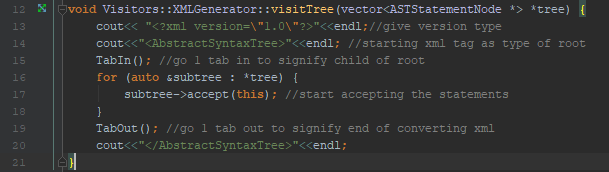 12 void Visitors::XMLGenerator::visitTree(vector<ASTStatementNode *> *tree) {
13 cout<< "<?xml version=\"1.0\"?>"<<endl;//give version type
14 cout<<"<AbstractSyntaxTree>"<<endl; //starting xml tag as type of root
15 TabIn(); //go 1 tab in to signify child of root
16 for (auto &subtree : *tree) {
17 subtree->accept(this); //start accepting the statements
18 }
19 TabOut(); //go 1 tab out to signify end of converting xml
20 cout<<"</AbstractSyntaxTree>"<<endl;
21 }